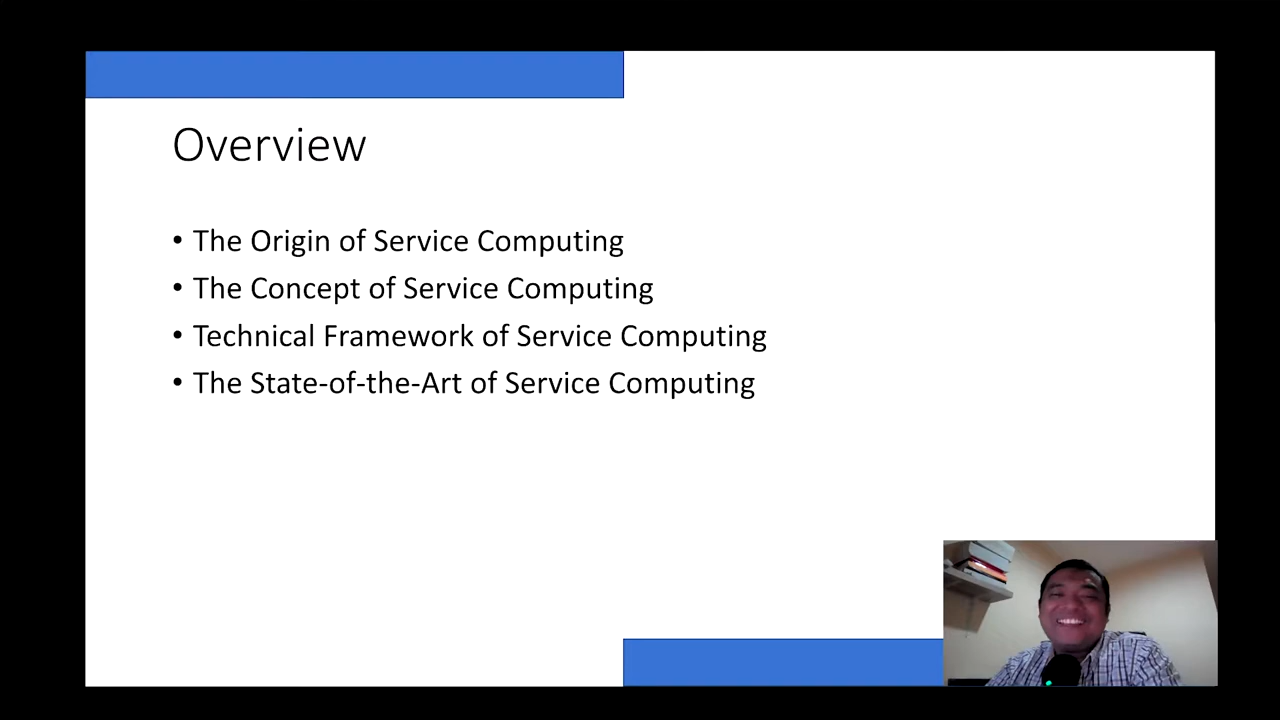 Overview
• The Origin of Service Computing
• The Concept of Service Computing
• Technical Framework of Service Computing
• The State-of-the-Art of Service Computing